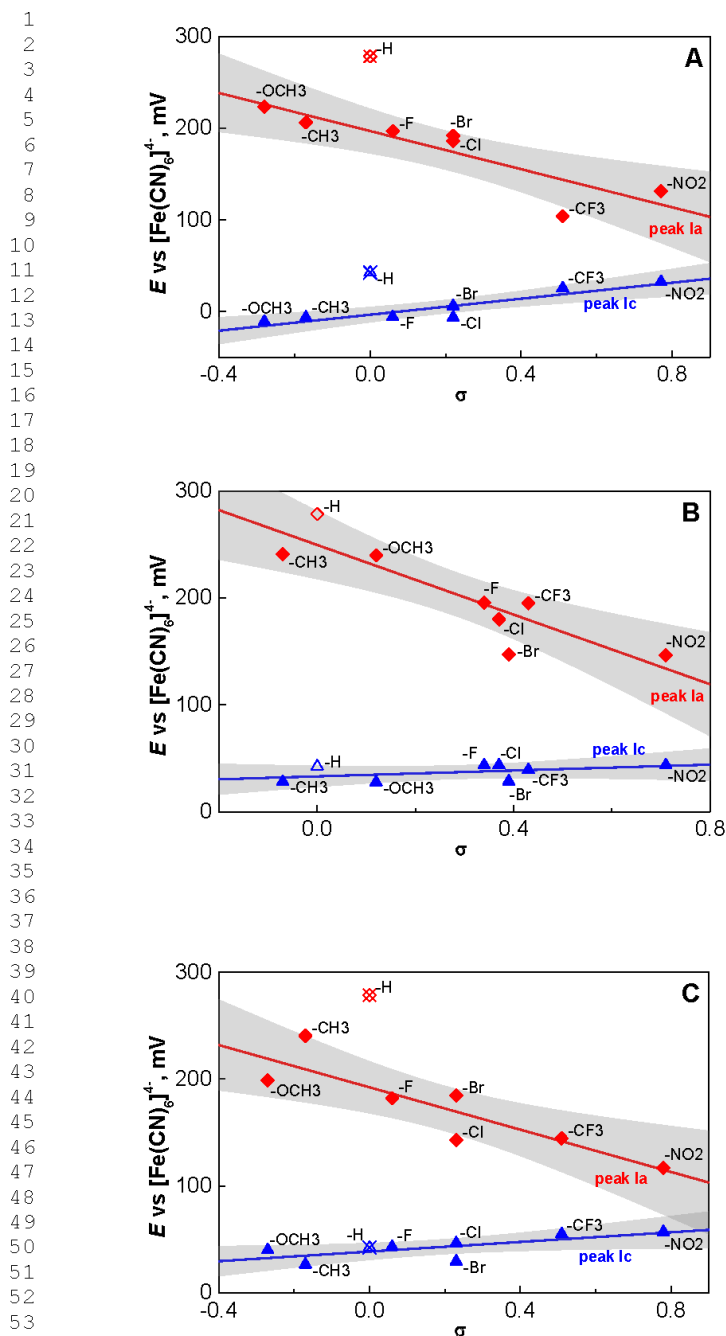 1
2
3
4
5
6
7
8
9
10
11
12
13
14
15
16
17
18
19
20
21
22
23
24
25
26
27
28
29
30
31
32
33
34
35
36
37
38
39
40
41
42
43
44
45
46
47
48
49
50
51
52
53
A
E vs [Fe(CN)6]4-, mV
300
200
100
0
-H
-OCH3
-CH3
-F
-Br
-Cl
-CF3
-NO2
peak Ia
-H
-OCH3
-CH3
-F
-Br
-Cl
-CF3
-NO2
peak Ic
-0.4
0.0
0.4
0.8
σ
B
E vs [Fe(CN)6]4-, mV
300
200
100
0
-H
-CH3
-OCH3
-F
-CF3
-Cl
-Br
-NO2
peak Ia
peak Ic
-H
-CH3
-OCH3
-F
-Cl
-Br
-CF3
-NO2
0.0
0.4
0.8
σ
C
E vs [Fe(CN)6]4-, mV
300
200
100
0
-H
-CH3
-OCH3
-F
-Br
-Cl
-CF3
-NO2
peak Ia
-OCH3
-CH3
-H
-F
-Cl
-Br
-CF3
-NO2
peak Ic
-0.4
0.0
0.4
0.8
σ